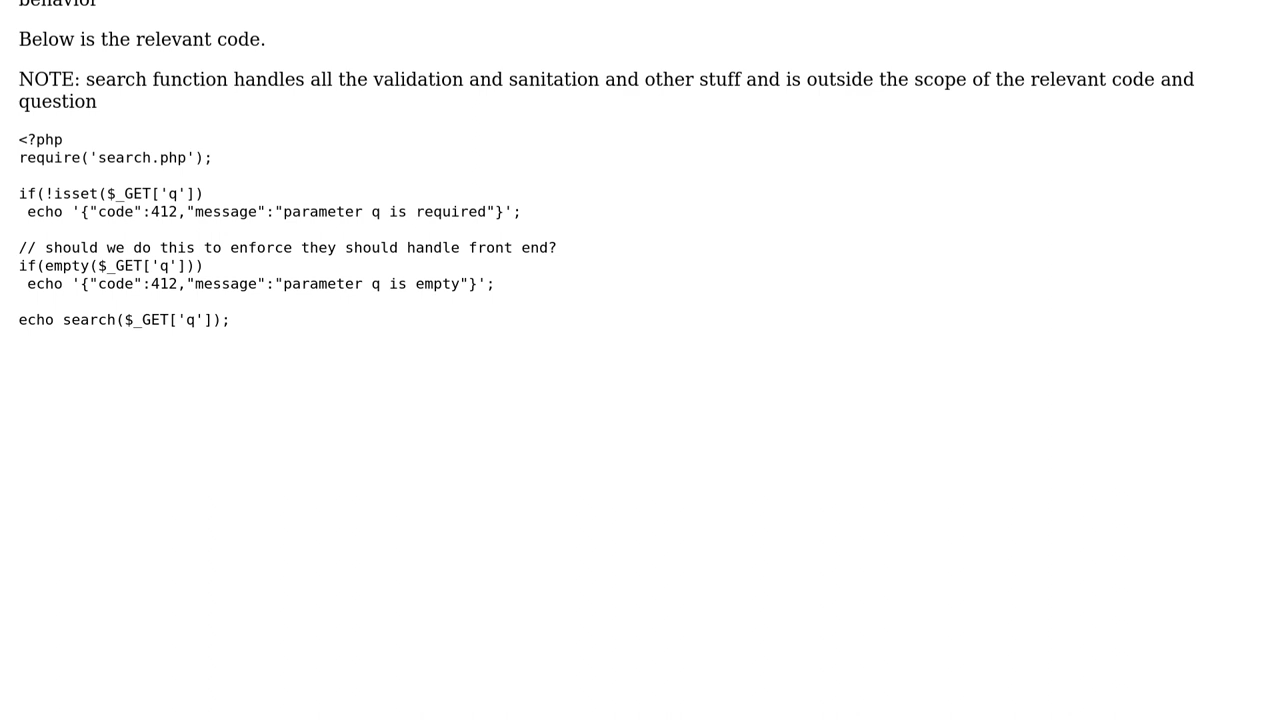 behavior
Below is the relevant code.
NOTE: search function handles all the validation and sanitation and other stuff and is outside the scope of the relevant code and
question
<?php
require('search.php');
if(!isset($_GET['q'])
 echo '{"code":412,"message":"parameter q is required"}';
// should we do this to enforce they should handle front end?
if(empty($_GET['q']))
 echo '{"code":412,"message":"parameter q is empty"}';
echo search($_GET['q']);